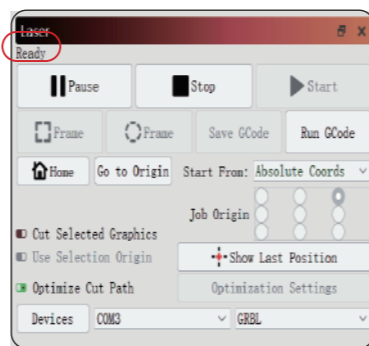 Laser
Ready
Pause Stop Start
Frame Frame Save GCode Run GCode
Home Go to Origin Start From: Absolute Coords
Job Origin
Cut Selected Graphics
Use Selection Origin Show Last Position
Optimize Cut Path Optimization Settings
Devices COM3 GRBL